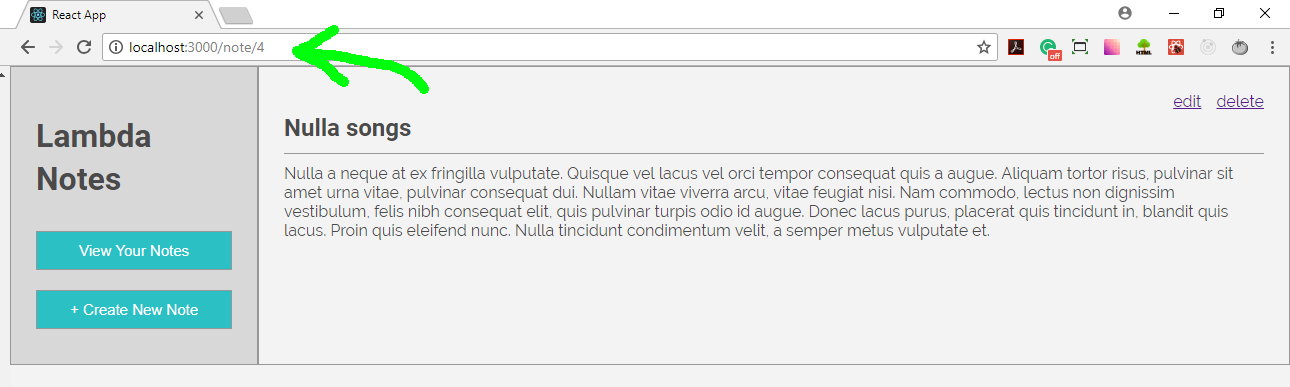 React App
localhost:3000/note/4
off
HTML
edit delete
Lambda
Notes
View Your Notes
+ Create New Note
Nulla songs
Nulla a neque at ex fringilla vulputate. Quisque vel lacus vel orci tempor consequat quis a augue. Aliquam tortor risus, pulvinar sit
amet urna vitae, pulvinar consequat dui. Nullam vitae viverra arcu, vitae feugiat nisi. Nam commodo, lectus non dignissim
vestibulum, felis nibh consequat elit, quis pulvinar turpis odio id augue. Donec lacus purus, placerat quis tincidunt in, blandit quis
lacus. Proin quis eleifend nunc. Nulla tincidunt condimentum velit, a semper metus vulputate et.